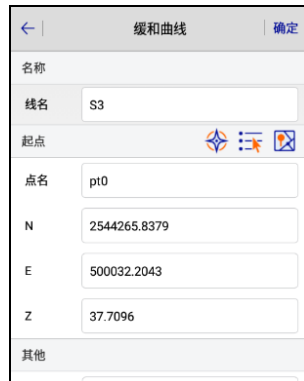 缓和曲线
确定
名称
线名 S3
起点
点名 pt0
N 2544265.8379
E 500032.2043
Z 37.7096
其他